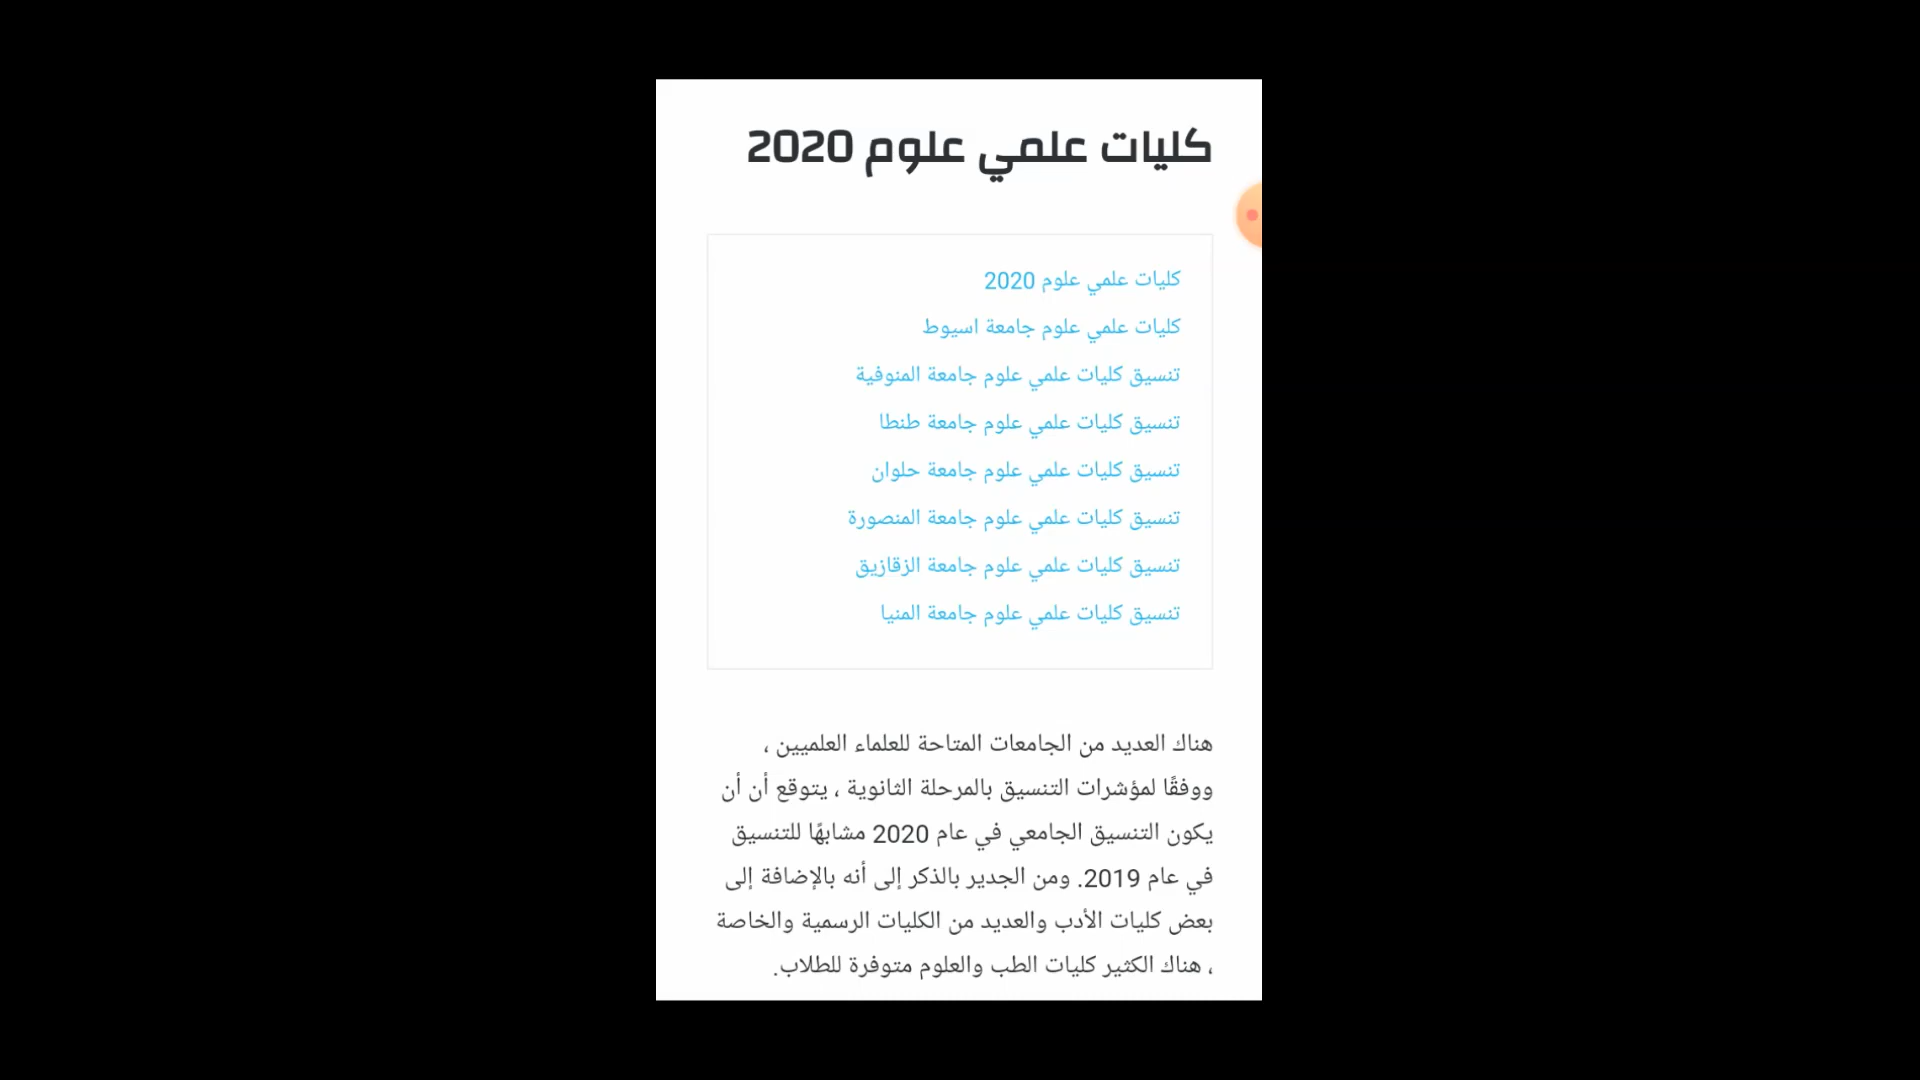 كليات علمي علوم 2020
كليات علمي علوم 2020
كليات علمي علوم جامعة اسيوط
تنسيق كليات علمي علوم جامعة المنوفية
تنسيق كليات علمي علوم جامعة طنطا
تنسيق كليات علمي علوم جامعة حلوان
تنسيق كليات علمي علوم جامعة المنصورة
تنسيق كليات علمي علوم جامعة الزقازيق
تنسيق كليات علمي علوم جامعة المنيا
هناك العديد من الجامعات المتاحة للعلماء العلميين ،
ووفقًا لمؤشرات التنسيق بالمرحلة الثانوية ، يتوقع أن أن
يكون التنسيق الجامعي في عام 2020 مشابهًا للتنسيق
في عام 2019. ومن الجدير بالذكر إلى أنه بالإضافة إلى
بعض كليات الأدب والعديد من الكليات الرسمية والخاصة
، هناك الكثير كليات الطب والعلوم متوفرة للطلاب.